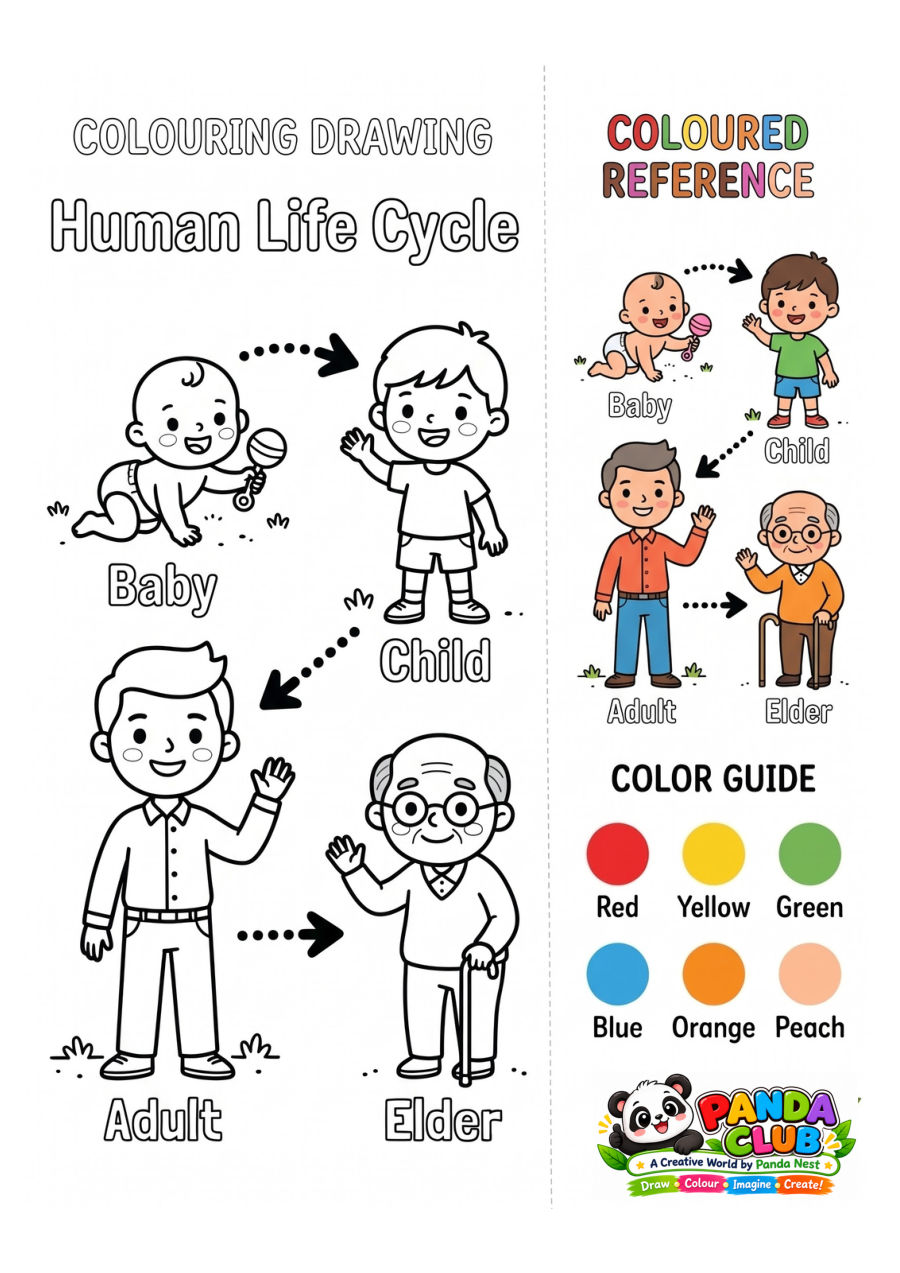 COLOURING DRAWING
Human Life Cycle
Baby
Child
Adult
Elder
COLOURED
REFERENCE
Baby
Child
Adult
Elder
COLOR GUIDE
Red Yellow Green
Blue Orange Peach
PANDA
CLUB
A Creative World by Panda Nest
Draw • Colour • Imagine • Create!